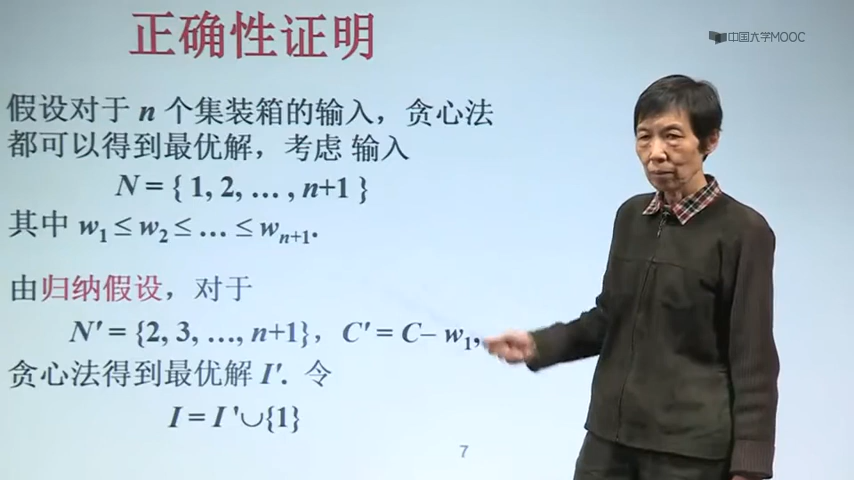 中国大学MOOC
正确性证明
假设对于 n 个集装箱的输入，贪心法
都可以得到最优解，考虑 输入
N = { 1, 2, … , n+1 }
其中 w₁ ≤ w₂ ≤ … ≤ wₙ₊₁.
由归纳假设，对于
N' = {2, 3, …, n+1}，C' = C– w₁,
贪心法得到最优解 I'. 令
I = I '∪{1}
7